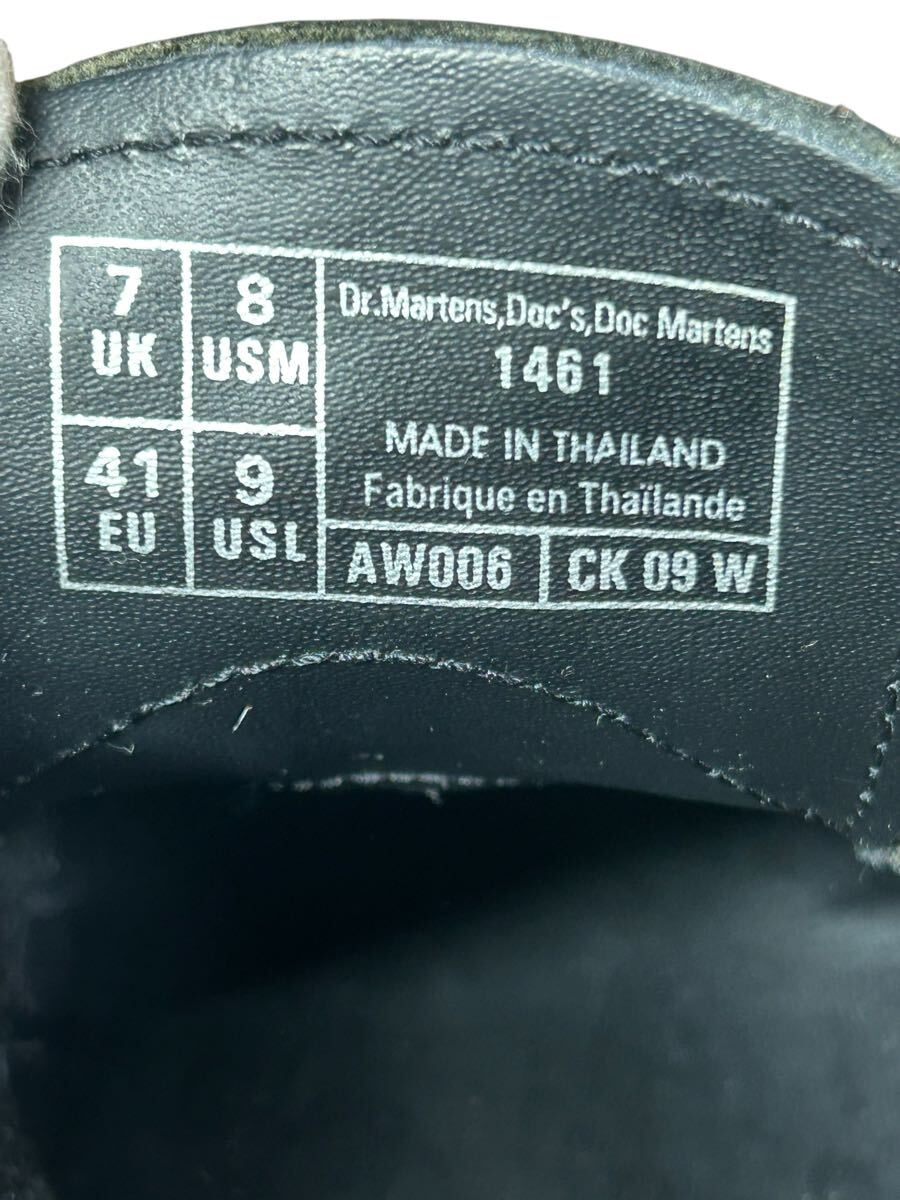 7
UK
8
USM
41
EU
9
USL
Dr.Martens,Doc's,Doc Martens
1461
MADE IN THAILAND
Fabrique en Thaïlande
AW006
CK 09 W